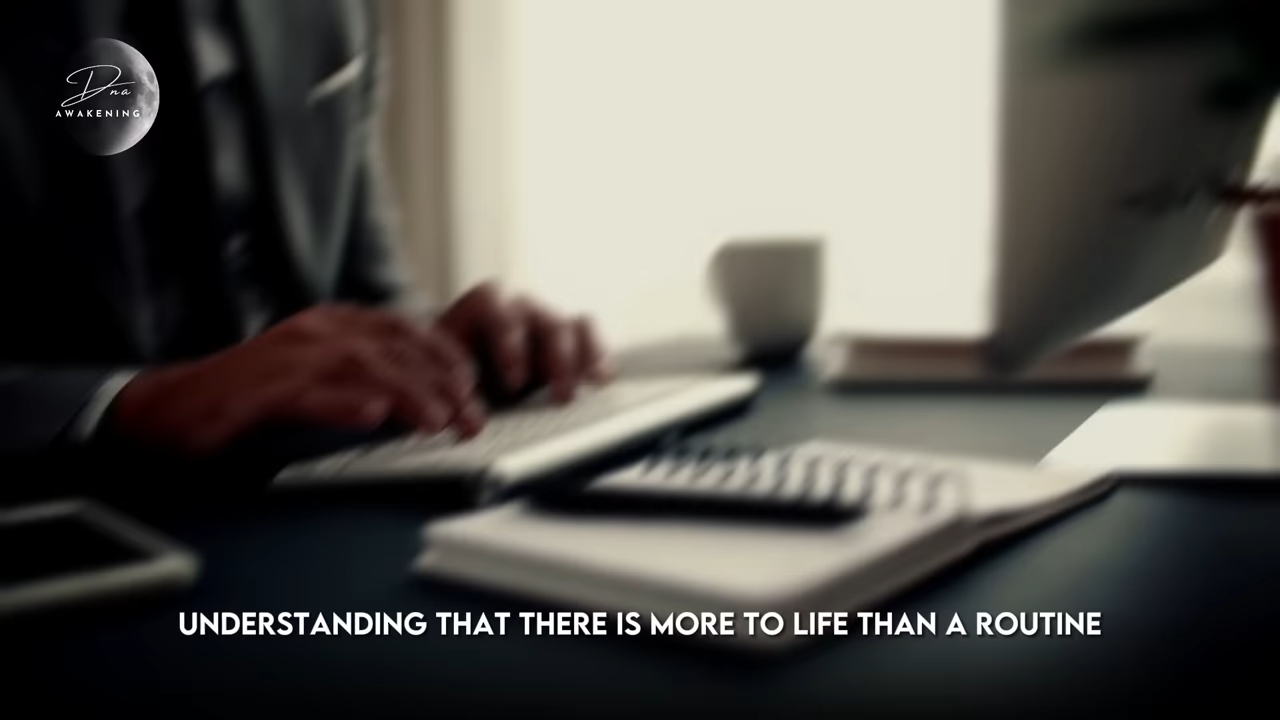 Dna
AWAKENING
UNDERSTANDING THAT THERE IS MORE TO LIFE THAN A ROUTINE